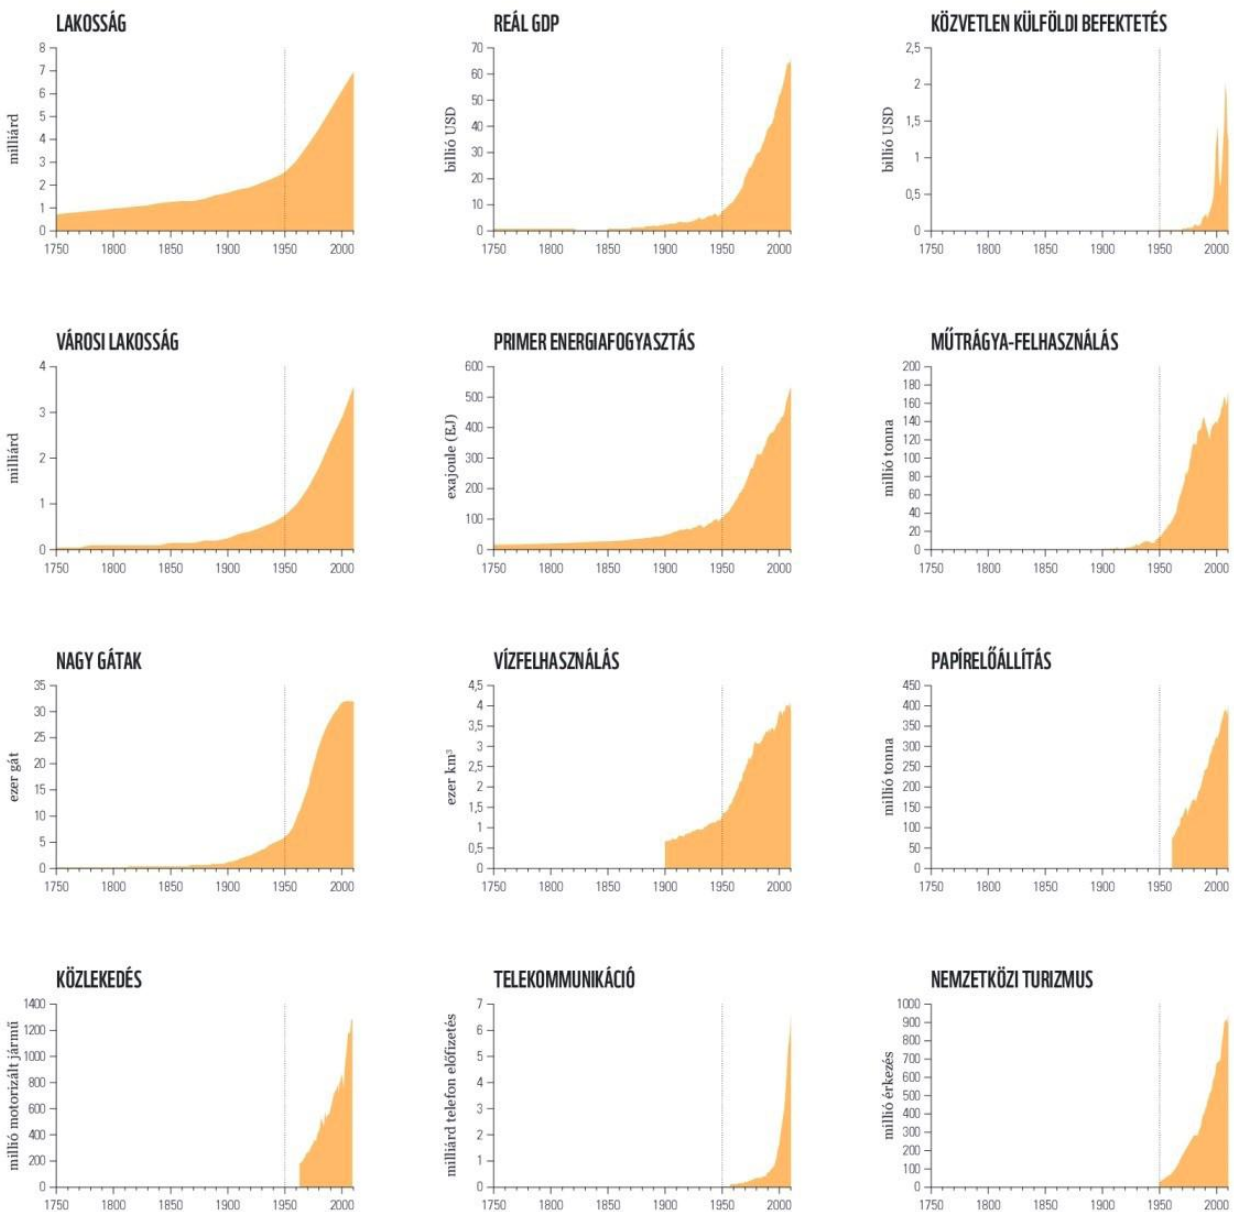 LAKOSSÁG
milliárd
8
7
6
5
4
3
2
1
0
1750 1800 1850 1900 1950 2000
REÁL GDP
billió USD
70
60
50
40
30
20
10
0
1750 1800 1850 1900 1950 2000
KÖZVETLEN KÜLFÖLDI BEFEKTETÉS
billió USD
2,5
2
1,5
1
0,5
0
1750 1800 1850 1900 1950 2000
VÁROSI LAKOSSÁG
milliárd
4
3
2
1
0
1750 1800 1850 1900 1950 2000
PRIMER ENERGIAFOGYASZTÁS
exajoule (EJ)
600
500
400
300
200
100
0
1750 1800 1850 1900 1950 2000
MŰTRÁGYA-FELHASZNÁLÁS
millió tonna
200
180
160
140
120
100
80
60
40
20
0
1750 1800 1850 1900 1950 2000
NAGY GÁTAK
ezer gát
35
30
25
20
15
10
5
0
1750 1800 1850 1900 1950 2000
VÍZFELHASZNÁLÁS
ezer km³
4,5
4
3,5
3
2,5
2
1,5
1
0,5
0
1750 1800 1850 1900 1950 2000
PAPÍRELŐÁLLÍTÁS
millió tonna
450
400
350
300
250
200
150
100
50
0
1750 1800 1850 1900 1950 2000
KÖZLEKEDÉS
millió motorizált jármű
1400
1200
1000
800
600
400
200
0
1750 1800 1850 1900 1950 2000
TELEKOMMUNIKÁCIÓ
milliárd telefon előfizetés
7
6
5
4
3
2
1
0
1750 1800 1850 1900 1950 2000
NEMZETKÖZI TURIZMUS
millió érkezés
1000
900
800
700
600
500
400
300
200
100
0
1750 1800 1850 1900 1950 2000